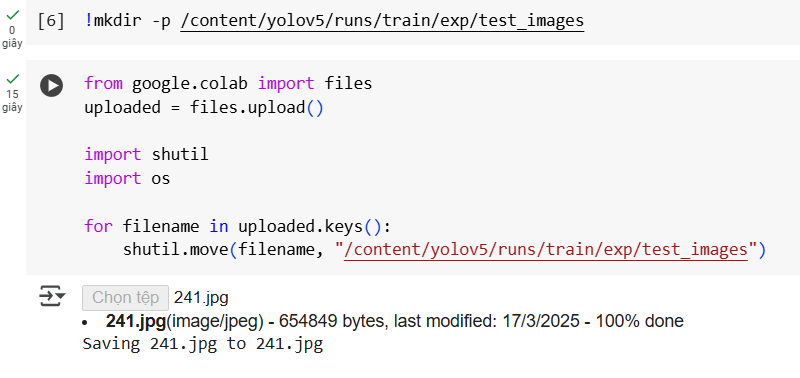 [6] !mkdir -p /content/yolov5/runs/train/exp/test_images
0
giây
from google.colab import files
15
giây
uploaded = files.upload()
import shutil
import os
for filename in uploaded.keys():
    shutil.move(filename, "/content/yolov5/runs/train/exp/test_images")
Chọn tệp 241.jpg
• 241.jpg(image/jpeg) - 654849 bytes, last modified: 17/3/2025 - 100% done
Saving 241.jpg to 241.jpg